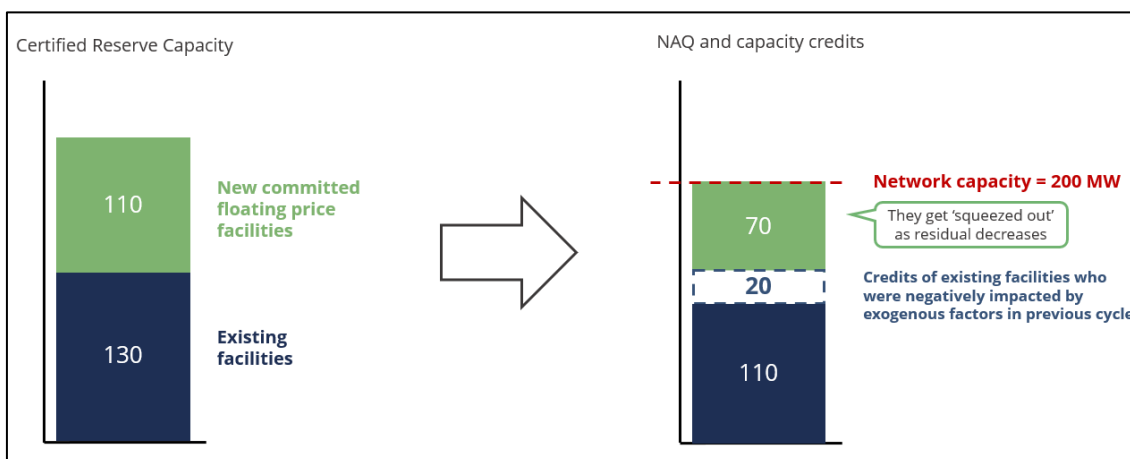 Certified Reserve Capacity
110
New committed
floating price
facilities
130
Existing
facilities
NAQ and capacity credits
Network capacity = 200 MW
70
They get ‘squeezed out’
as residual decreases
20
Credits of existing facilities who
were negatively impacted by
exogenous factors in previous cycle
110